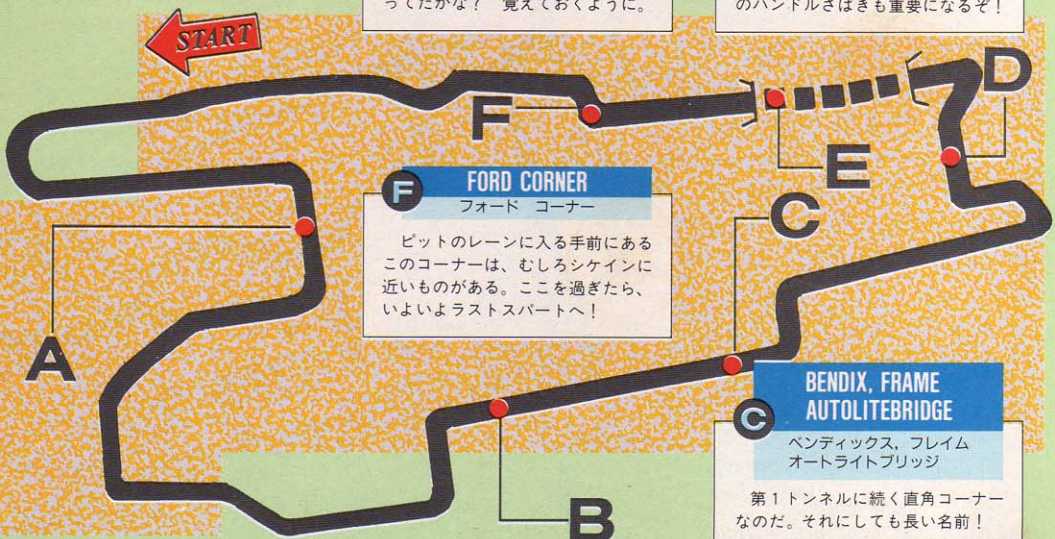 ってたかな? 覚えておくように。
のハンドルさばきも重要になるぞ!
START
D
F
E
F
FORD CORNER
フォード コーナー
ピットのレーンに入る手前にある
このコーナーは、むしろシケインに
近いものがある。ここを過ぎたら、
いよいよラストスパートへ!
C
A
BENDIX, FRAME
AUTOLITEBRIDGE
C
ベンディックス, フレイム
オートライトブリッジ
第1トンネルに続く直角コーナー
なのだ。それにしても長い名前!
B